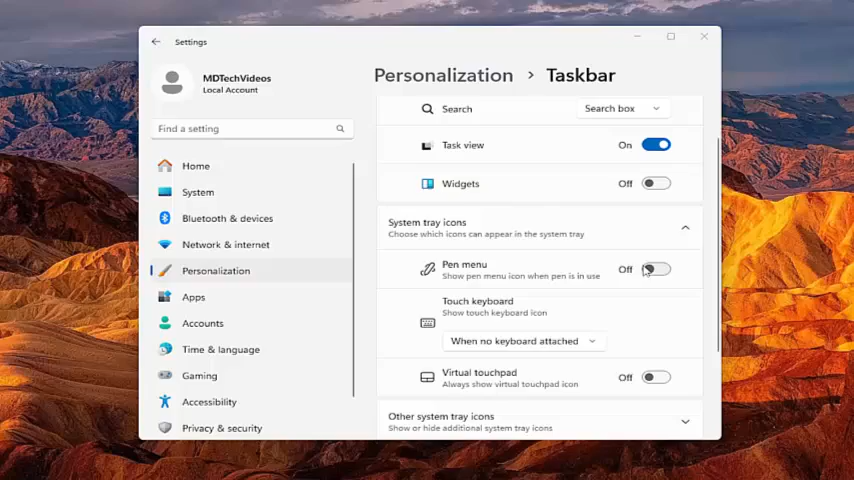 Settings
MDTechVideos
Local Account
Find a setting
Home
System
Bluetooth & devices
Network & internet
Personalization
Apps
Accounts
Time & language
Gaming
Accessibility
Privacy & security
Personalization > Taskbar
Search Search box
Task view On
Widgets Off
System tray icons
Choose which icons can appear in the system tray
Pen menu
Show pen menu icon when pen is in use Off
Touch keyboard
Show touch keyboard icon
When no keyboard attached
Virtual touchpad
Always show virtual touchpad icon Off
Other system tray icons
Show or hide additional system tray icons